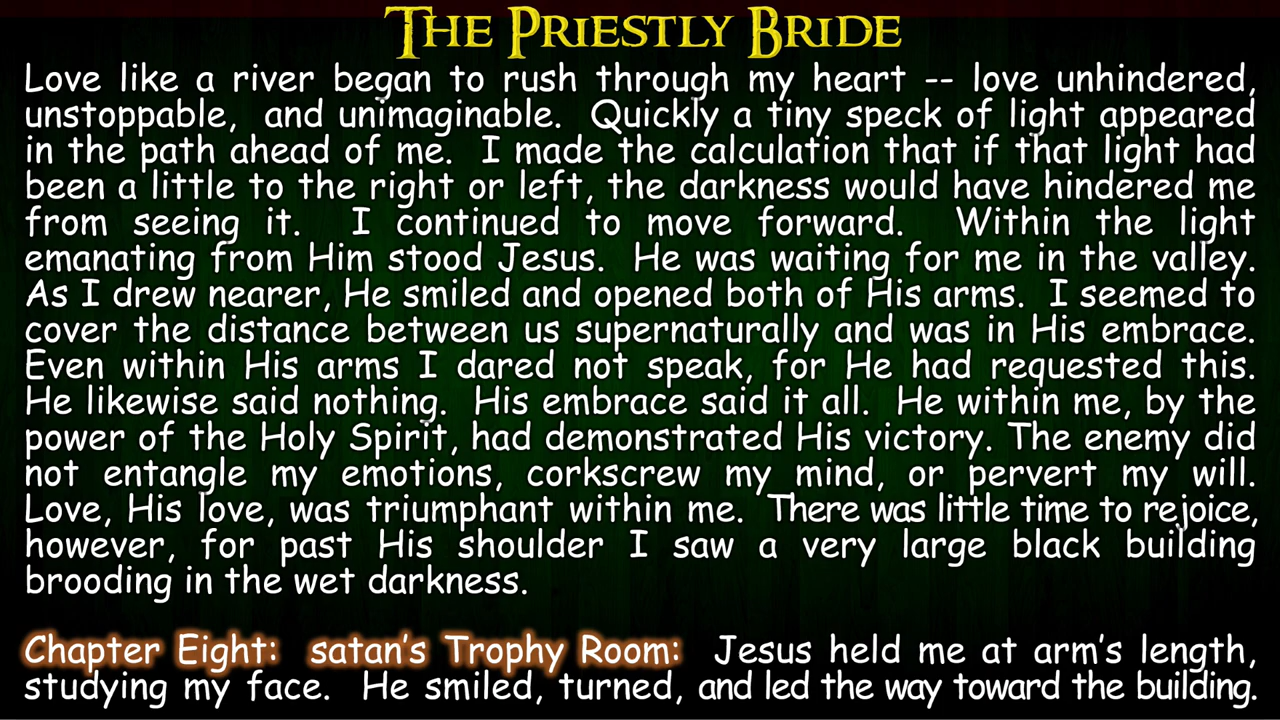 The Priestly Bride
Love like a river began to rush through my heart -- love unhindered,
unstoppable, and unimaginable. Quickly a tiny speck of light appeared
in the path ahead of me. I made the calculation that if that light had
been a little to the right or left, the darkness would have hindered me
from seeing it. I continued to move forward. Within the light
emanating from Him stood Jesus. He was waiting for me in the valley.
As I drew nearer, He smiled and opened both of His arms. I seemed to
cover the distance between us supernaturally and was in His embrace.
Even within His arms I dared not speak, for He had requested this.
He likewise said nothing. His embrace said it all. He within me, by the
power of the Holy Spirit, had demonstrated His victory. The enemy did
not entangle my emotions, corkscrew my mind, or pervert my will.
Love, His love, was triumphant within me. There was little time to rejoice,
however, for past His shoulder I saw a very large black building
brooding in the wet darkness.
Chapter Eight: satan's Trophy Room: Jesus held me at arm's length,
studying my face. He smiled, turned, and led the way toward the building.